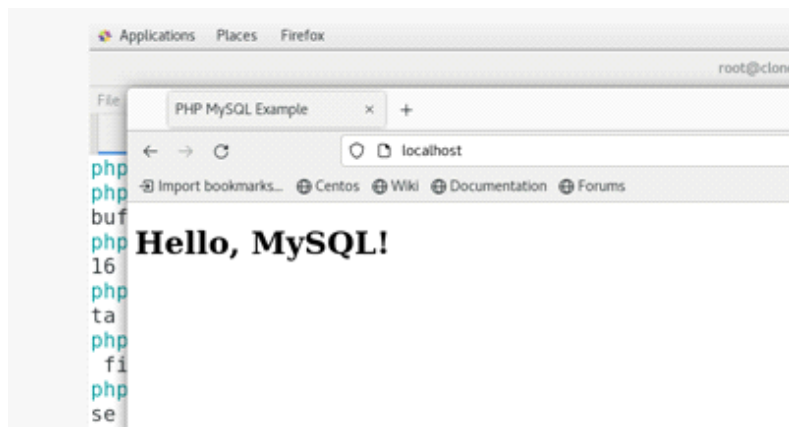 Applications Places Firefox
root@clon
File
PHP MySQL Example × +
localhost
Import bookmarks... Centos Wiki Documentation Forums
php
php
buf
php
16
php
ta
php
fi
php
se
Hello, MySQL!